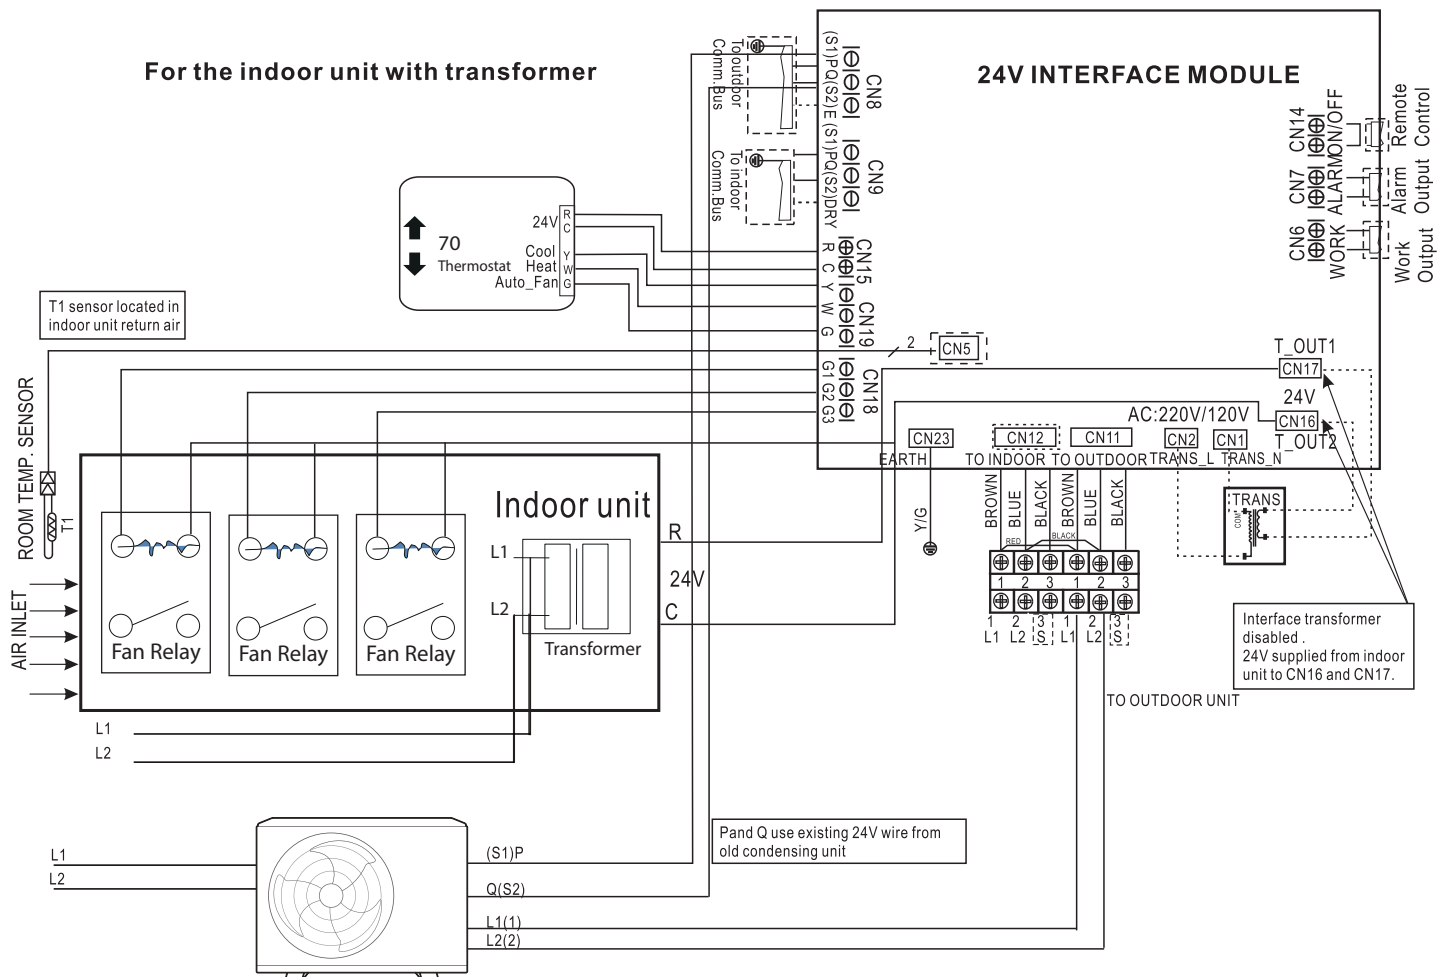 For the indoor unit with transformer
24V INTERFACE MODULE
To outdoor
Comm.Bus
(S1)PQ(S2)E
CN8
To indoor
Comm.Bus
(S1)PQ(S2)DRY
CN9
CN14
ON/OFF
Remote
Control
CN7
ALARM
Alarm
Output
CN6
WORK
Work
Output
70
Thermostat
24V
Cool
Heat
Auto_Fan
R
C
Y
W
G
R
C
Y
W
G
CN15
CN19
G1
G2
G3
CN18
T1 sensor located in
indoor unit return air
2
CN5
T_OUT1
CN17
24V
CN16
T_OUT2
AC:220V/120V
CN23
CN12
CN11
CN2
CN1
EARTH
TO INDOOR
TO OUTDOOR
TRANS_L
TRANS_N
ROOM TEMP. SENSOR
T1
AIR INLET
Indoor unit
Fan Relay
Fan Relay
Fan Relay
L1
L2
Transformer
R
24V
C
Y/G
BROWN
BLUE
BLACK
BROWN
BLUE
BLACK
RED
BLACK
1 2 3 1 2 3
1 2 3 1 2 3
L1 L2 S L1 L2 S
TRANS
COM
Interface transformer
disabled .
24V supplied from indoor
unit to CN16 and CN17.
TO OUTDOOR UNIT
L1
L2
Pand Q use existing 24V wire from
old condensing unit
L1
L2
(S1)P
Q(S2)
L1(1)
L2(2)